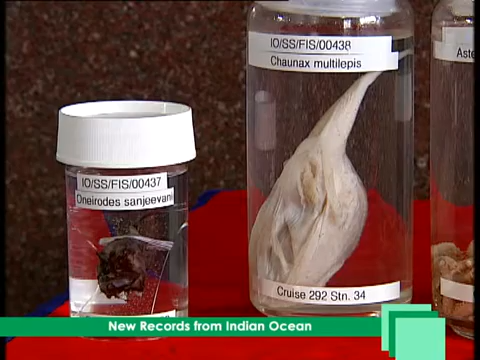 IO/SS/FIS/00437
Oneirodes sanjeevani
IO/SS/FIS/00438
Chaunax multilepis
Cruise 292 Stn. 34
Aste
New Records from Indian Ocean